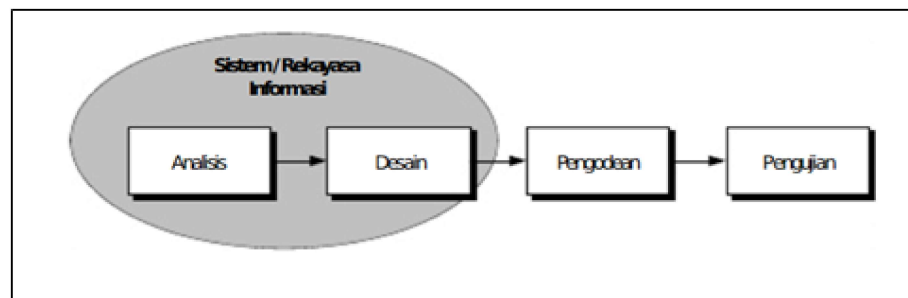 Sistem / Rekayasa
Informasi
Analisis
Desain
Pengodean
Pengujian